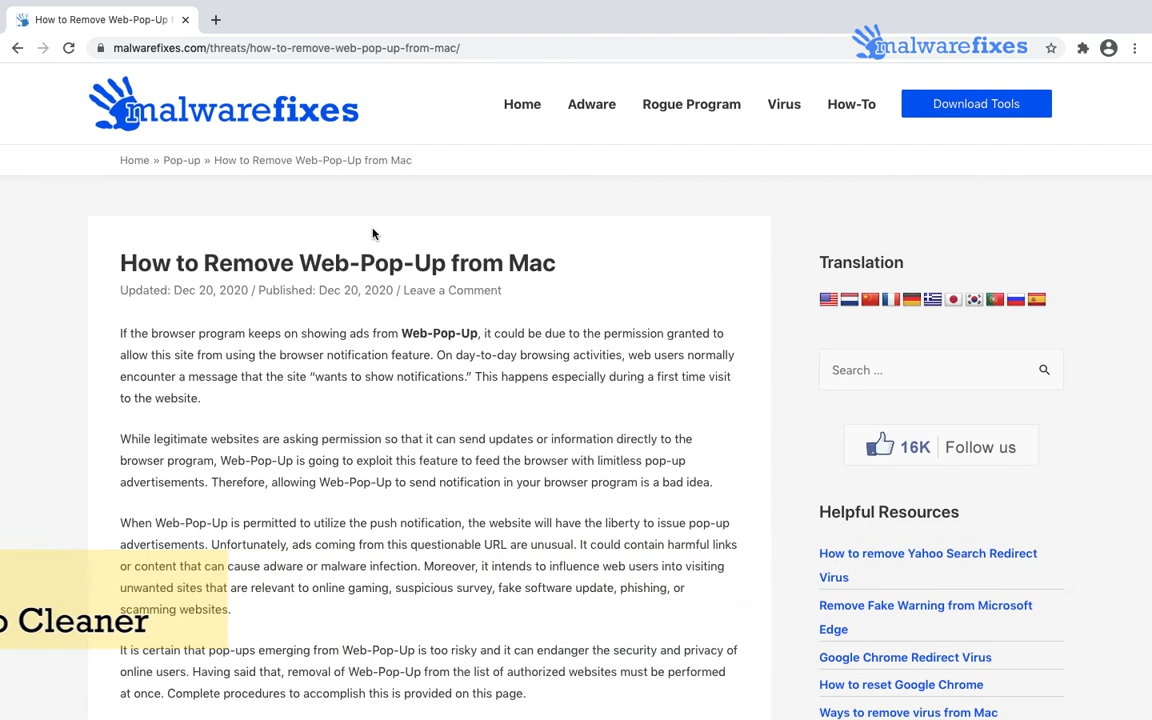 How to Remove Web-Pop-Up f
malwarefixes.com/threats/how-to-remove-web-pop-up-from-mac/
malwarefixes
malwarefixes
Home
Adware
Rogue Program
Virus
How-To
Download Tools
Home » Pop-up » How to Remove Web-Pop-Up from Mac
How to Remove Web-Pop-Up from Mac
Updated: Dec 20, 2020 / Published: Dec 20, 2020 / Leave a Comment
If the browser program keeps on showing ads from Web-Pop-Up, it could be due to the permission granted to
allow this site from using the browser notification feature. On day-to-day browsing activities, web users normally
encounter a message that the site “wants to show notifications.” This happens especially during a first time visit
to the website.
While legitimate websites are asking permission so that it can send updates or information directly to the
browser program, Web-Pop-Up is going to exploit this feature to feed the browser with limitless pop-up
advertisements. Therefore, allowing Web-Pop-Up to send notification in your browser program is a bad idea.
When Web-Pop-Up is permitted to utilize the push notification, the website will have the liberty to issue pop-up
advertisements. Unfortunately, ads coming from this questionable URL are unusual. It could contain harmful links
or content that can cause adware or malware infection. Moreover, it intends to influence web users into visiting
unwanted sites that are relevant to online gaming, suspicious survey, fake software update, phishing, or
scamming websites.
o Cleaner
It is certain that pop-ups emerging from Web-Pop-Up is too risky and it can endanger the security and privacy of
online users. Having said that, removal of Web-Pop-Up from the list of authorized websites must be performed
at once. Complete procedures to accomplish this is provided on this page.
Translation
Search ...
16K Follow us
Helpful Resources
How to remove Yahoo Search Redirect
Virus
Remove Fake Warning from Microsoft
Edge
Google Chrome Redirect Virus
How to reset Google Chrome
Ways to remove virus from Mac